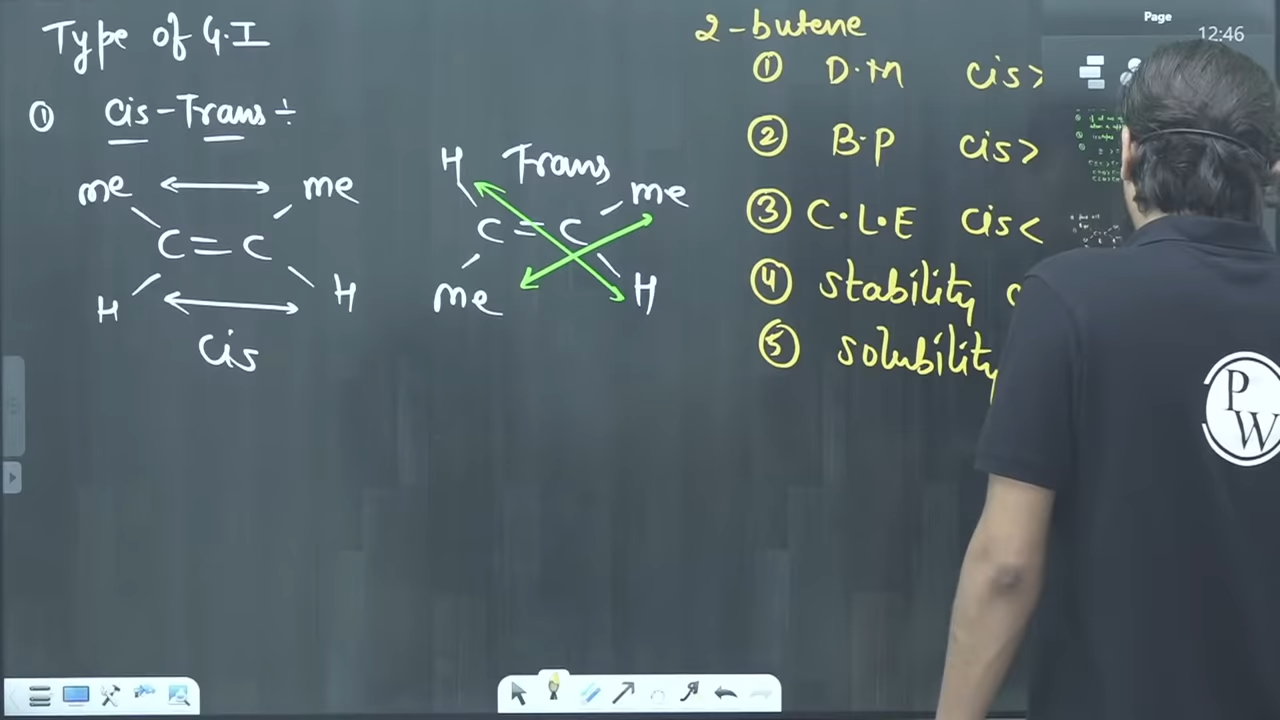 Type of G.I
① Cis-Trans ÷
me me
C=C
H H
Cis
H Trans me
C=C
me H
2-butene
① D.M cis>
② B.P cis>
③ C.L.E cis<
④ stability c
⑤ solubility
Page
12:46
PW